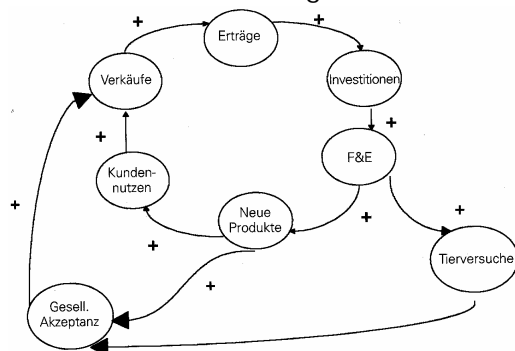 Erträge
+
+
Verkäufe
Investitionen
+
+
F&E
Kunden-
nutzen
+
+
+
Neue
Produkte
+
Tierversuche
+
+
Gesell.
Akzeptanz